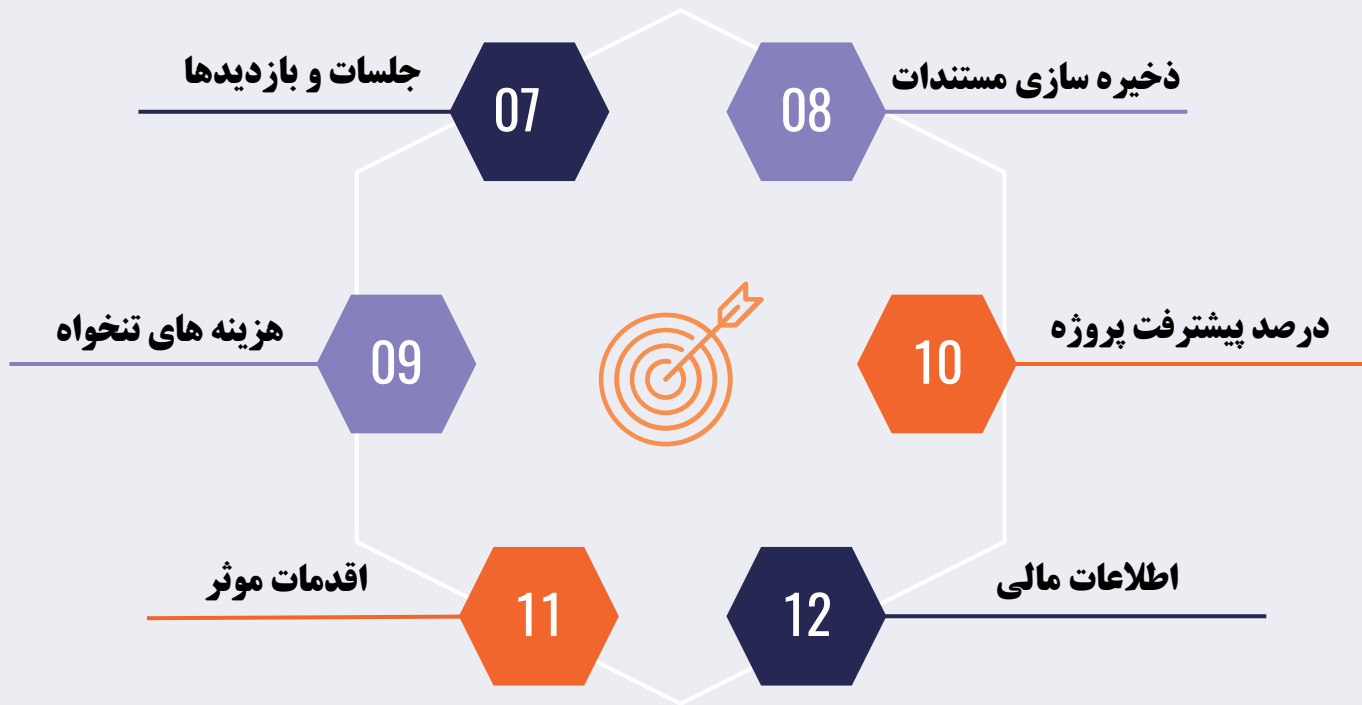 جلسات و بازدیدها
07
08
ذخیره سازی مستندات
هزینه های تنخواه
09
10
درصد پیشترفت پروژه
اقدمات موثر
11
12
اطلاعات مالی